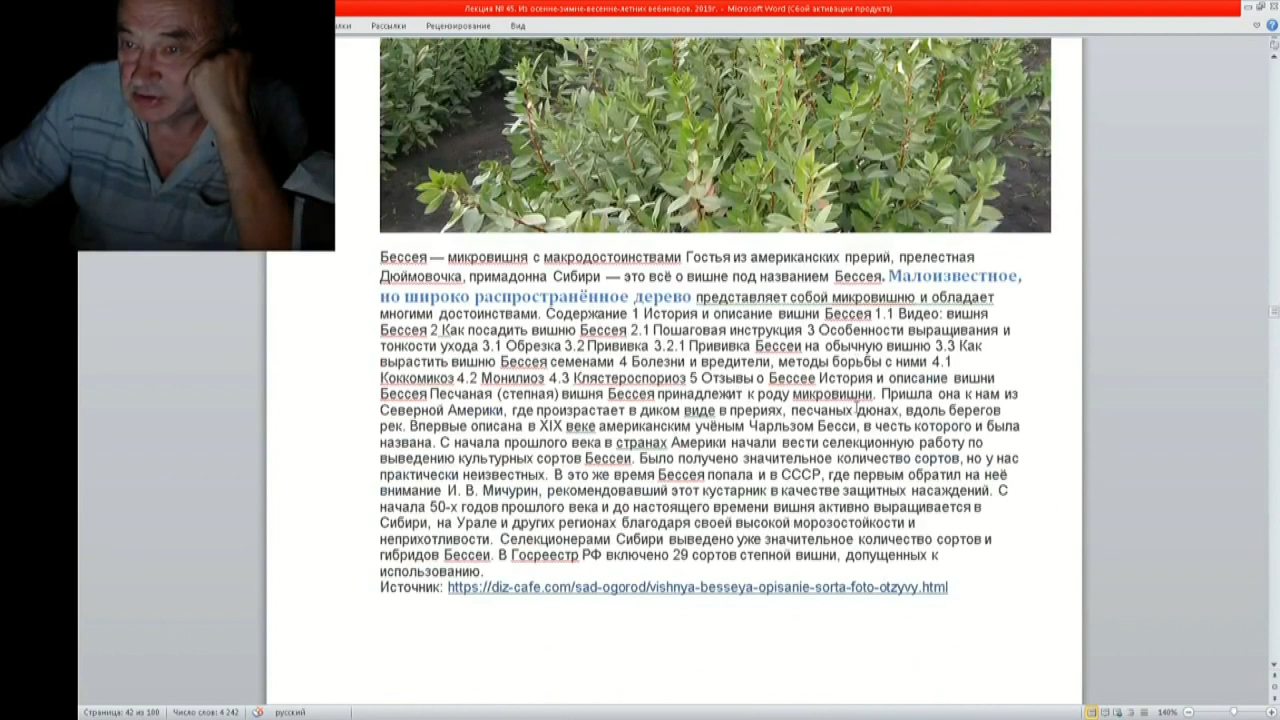 Лекция № 45. Из осенне-зимне-весенне-летних вебинаров. 2019г. - Microsoft Word (Сбой активации продукта)
лки Рассылки Рецензирование Вид
Бессея — микровишня с макродостоинствами Гостья из американских прерий, прелестная
Дюймовочка, примадонна Сибири — это всё о вишне под названием Бессея. Малоизвестное,
но широко распространённое дерево представляет собой микровишню и обладает
многими достоинствами. Содержание 1 История и описание вишни Бессея 1.1 Видео: вишня
Бессея 2 Как посадить вишню Бессея 2.1 Пошаговая инструкция 3 Особенности выращивания и
тонкости ухода 3.1 Обрезка 3.2 Прививка 3.2.1 Прививка Бессеи на обычную вишню 3.3 Как
вырастить вишню Бессея семенами 4 Болезни и вредители, методы борьбы с ними 4.1
Коккомикоз 4.2 Монилиоз 4.3 Клястероспориоз 5 Отзывы о Бессее История и описание вишни
Бессея Песчаная (степная) вишня Бессея принадлежит к роду микровишни. Пришла она к нам из
Северной Америки, где произрастает в диком виде в прериях, песчаных дюнах, вдоль берегов
рек. Впервые описана в XIX веке американским учёным Чарльзом Бесси, в честь которого и была
названа. С начала прошлого века в странах Америки начали вести селекционную работу по
выведению культурных сортов Бессеи. Было получено значительное количество сортов, но у нас
практически неизвестных. В это же время Бессея попала и в СССР, где первым обратил на неё
внимание И. В. Мичурин, рекомендовавший этот кустарник в качестве защитных насаждений. С
начала 50-х годов прошлого века и до настоящего времени вишня активно выращивается в
Сибири, на Урале и других регионах благодаря своей высокой морозостойкости и
неприхотливости. Селекционерами Сибири выведено уже значительное количество сортов и
гибридов Бессеи. В Госреестр РФ включено 29 сортов степной вишни, допущенных к
использованию.
Источник: https://diz-cafe.com/sad-ogorod/vishnya-besseya-opisanie-sorta-foto-otzyvy.html
Страница: 42 из 100 Число слов: 4 242 русский 140%